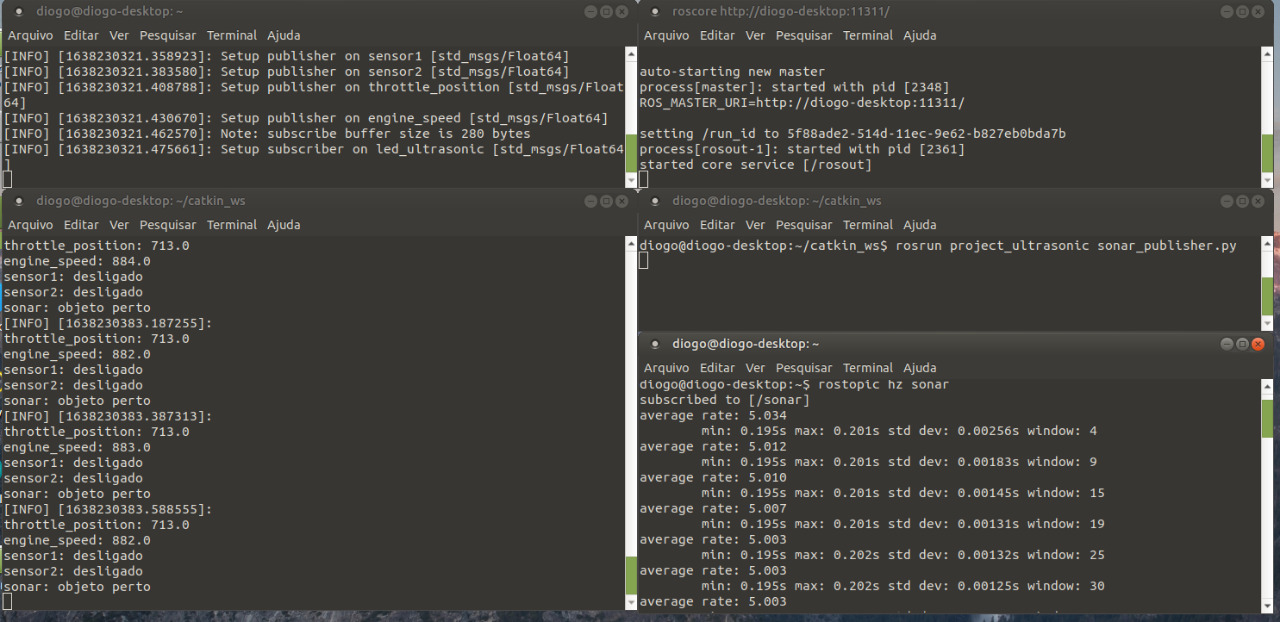 diogo@diogo-desktop: ~
Arquivo Editar Ver Pesquisar Terminal Ajuda
[INFO] [1638230321.358923]: Setup publisher on sensor1 [std_msgs/Float64]
[INFO] [1638230321.383580]: Setup publisher on sensor2 [std_msgs/Float64]
[INFO] [1638230321.408788]: Setup publisher on throttle_position [std_msgs/Float
64]
[INFO] [1638230321.430670]: Setup publisher on engine_speed [std_msgs/Float64]
[INFO] [1638230321.462570]: Note: subscribe buffer size is 280 bytes
[INFO] [1638230321.475661]: Setup subscriber on led_ultrasonic [std_msgs/Float64
]
roscore http://diogo-desktop:11311/
Arquivo Editar Ver Pesquisar Terminal Ajuda
auto-starting new master
process[master]: started with pid [2348]
ROS_MASTER_URI=http://diogo-desktop:11311/
setting /run_id to 5f88ade2-514d-11ec-9e62-b827eb0bda7b
process[rosout-1]: started with pid [2361]
started core service [/rosout]
diogo@diogo-desktop: ~/catkin_ws
Arquivo Editar Ver Pesquisar Terminal Ajuda
throttle_position: 713.0
engine_speed: 884.0
sensor1: desligado
sensor2: desligado
sonar: objeto perto
[INFO] [1638230383.187255]:
throttle_position: 713.0
engine_speed: 882.0
sensor1: desligado
sensor2: desligado
sonar: objeto perto
[INFO] [1638230383.387313]:
throttle_position: 713.0
engine_speed: 883.0
sensor1: desligado
sensor2: desligado
sonar: objeto perto
[INFO] [1638230383.588555]:
throttle_position: 713.0
engine_speed: 882.0
sensor1: desligado
sensor2: desligado
sonar: objeto perto
diogo@diogo-desktop: ~/catkin_ws
Arquivo Editar Ver Pesquisar Terminal Ajuda
diogo@diogo-desktop:~/catkin_ws$ rosrun project_ultrasonic sonar_publisher.py
diogo@diogo-desktop: ~
Arquivo Editar Ver Pesquisar Terminal Ajuda
diogo@diogo-desktop:~$ rostopic hz sonar
subscribed to [/sonar]
average rate: 5.034
min: 0.195s max: 0.201s std dev: 0.00256s window: 4
average rate: 5.012
min: 0.195s max: 0.201s std dev: 0.00183s window: 9
average rate: 5.010
min: 0.195s max: 0.201s std dev: 0.00145s window: 15
average rate: 5.007
min: 0.195s max: 0.201s std dev: 0.00131s window: 19
average rate: 5.003
min: 0.195s max: 0.202s std dev: 0.00132s window: 25
average rate: 5.003
min: 0.195s max: 0.202s std dev: 0.00125s window: 30
average rate: 5.003